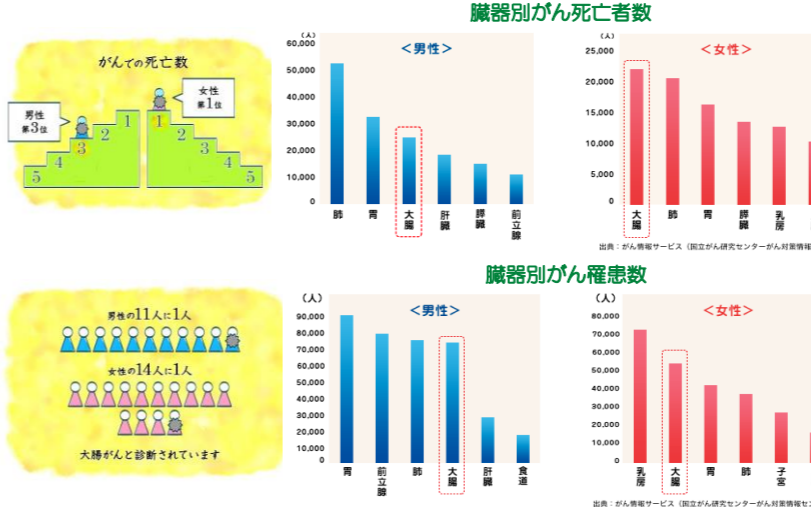 臓器別がん死亡者数
がんでの死亡数
男性
第3位
女性
第1位
5
4
3
2
1
1
2
3
4
5
（人）
＜男性＞
60,000
50,000
40,000
30,000
20,000
10,000
0
肺
胃
大腸
肝臓
膵臓
前立腺
（人）
＜女性＞
25,000
20,000
15,000
10,000
5,000
0
大腸
肺
胃
膵臓
乳房
出典：がん情報サービス（国立がん研究センターがん対策情報
臓器別がん罹患数
男性の11人に1人
女性の14人に1人
大腸がんと診断されています
（人）
＜男性＞
90,000
80,000
70,000
60,000
50,000
40,000
30,000
20,000
10,000
0
胃
前立腺
肺
大腸
肝臓
食道
（人）
＜女性＞
80,000
70,000
60,000
50,000
40,000
30,000
20,000
10,000
0
乳房
大腸
胃
肺
子宮
出典：がん情報サービス（国立がん研究センターがん対策情報セン